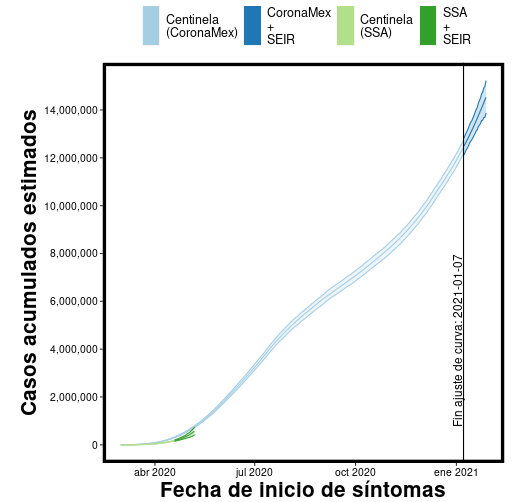 Centinela
(CoronaMex)
CoronaMex
+
SEIR
Centinela
(SSA)
SSA
+
SEIR
Casos acumulados estimados
14,000,000
12,000,000
10,000,000
8,000,000
6,000,000
4,000,000
2,000,000
0
Fin ajuste de curva: 2021-01-07
abr 2020
jul 2020
oct 2020
ene 2021
Fecha de inicio de síntomas